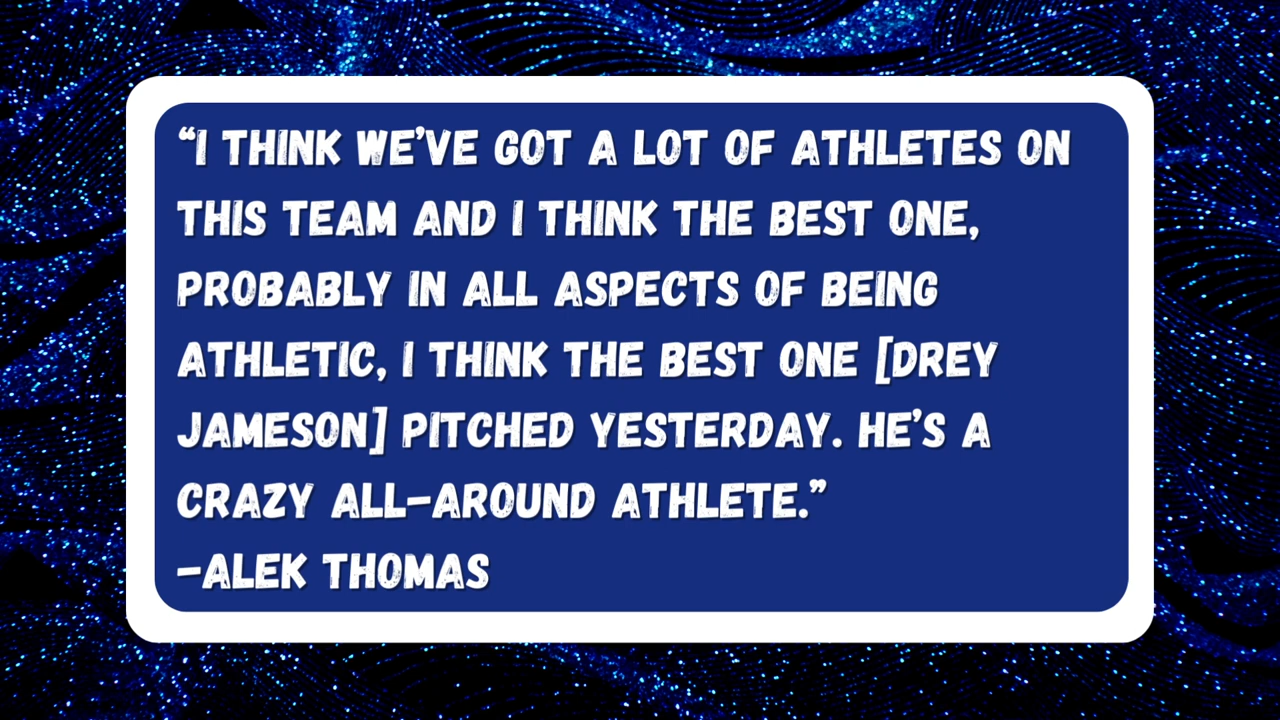 “I THINK WE’VE GOT A LOT OF ATHLETES ON
THIS TEAM AND I THINK THE BEST ONE,
PROBABLY IN ALL ASPECTS OF BEING
ATHLETIC, I THINK THE BEST ONE [DREY
JAMESON] PITCHED YESTERDAY. HE’S A
CRAZY ALL-AROUND ATHLETE.”
-ALEK THOMAS